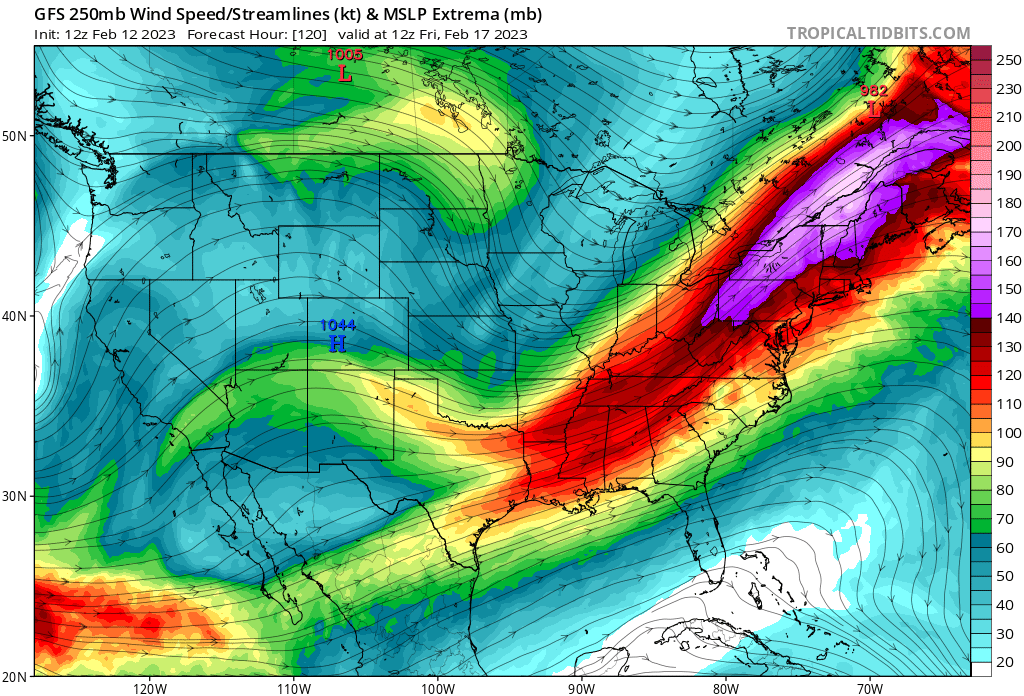 GFS 250mb Wind Speed/Streamlines (kt) & MSLP Extrema (mb)
Init: 12z Feb 12 2023 Forecast Hour: [120] valid at 12z Fri, Feb 17 2023
TROPICALTIDBITS.COM
1005
L
982
L
1044
H
50N
40N
30N
20N
120W
110W
100W
90W
80W
70W
250
230
210
200
190
180
170
160
150
140
130
120
110
100
90
80
70
60
50
40
30
20